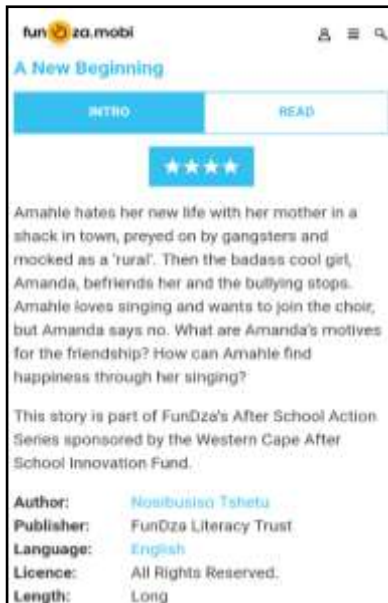 fundza.mobi
A New Beginning
INTRO
READ
Amahle hates her new life with her mother in a
shack in town, preyed on by gangsters and
mocked as a 'rural'. Then the badass cool girl,
Amanda, befriends her and the bullying stops.
Amahle loves singing and wants to join the choir,
but Amanda says no. What are Amanda's motives
for the friendship? How can Amahle find
happiness through her singing?
This story is part of FunDza's After School Action
Series sponsored by the Western Cape After
School Innovation Fund.
Author: Nosibusiso Tshetu
Publisher: FunDza Literacy Trust
Language: English
Licence: All Rights Reserved.
Length: Long